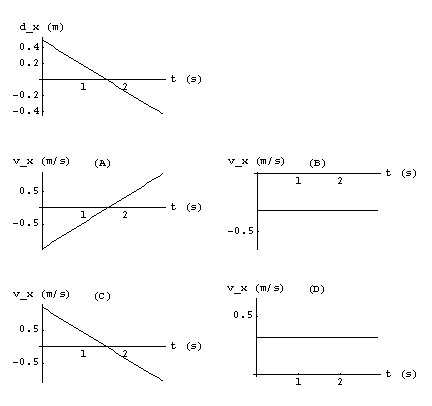 d_x (m)
0.4
0.2
-0.2
-0.4
1
2
t (s)
v_x (m/s) (A)
0.5
-0.5
1
2
t (s)
v_x (m/s) (B)
-0.5
1
2
t (s)
v_x (m/s) (C)
0.5
-0.5
1
2
t (s)
v_x (m/s) (D)
0.5
1
2
t (s)